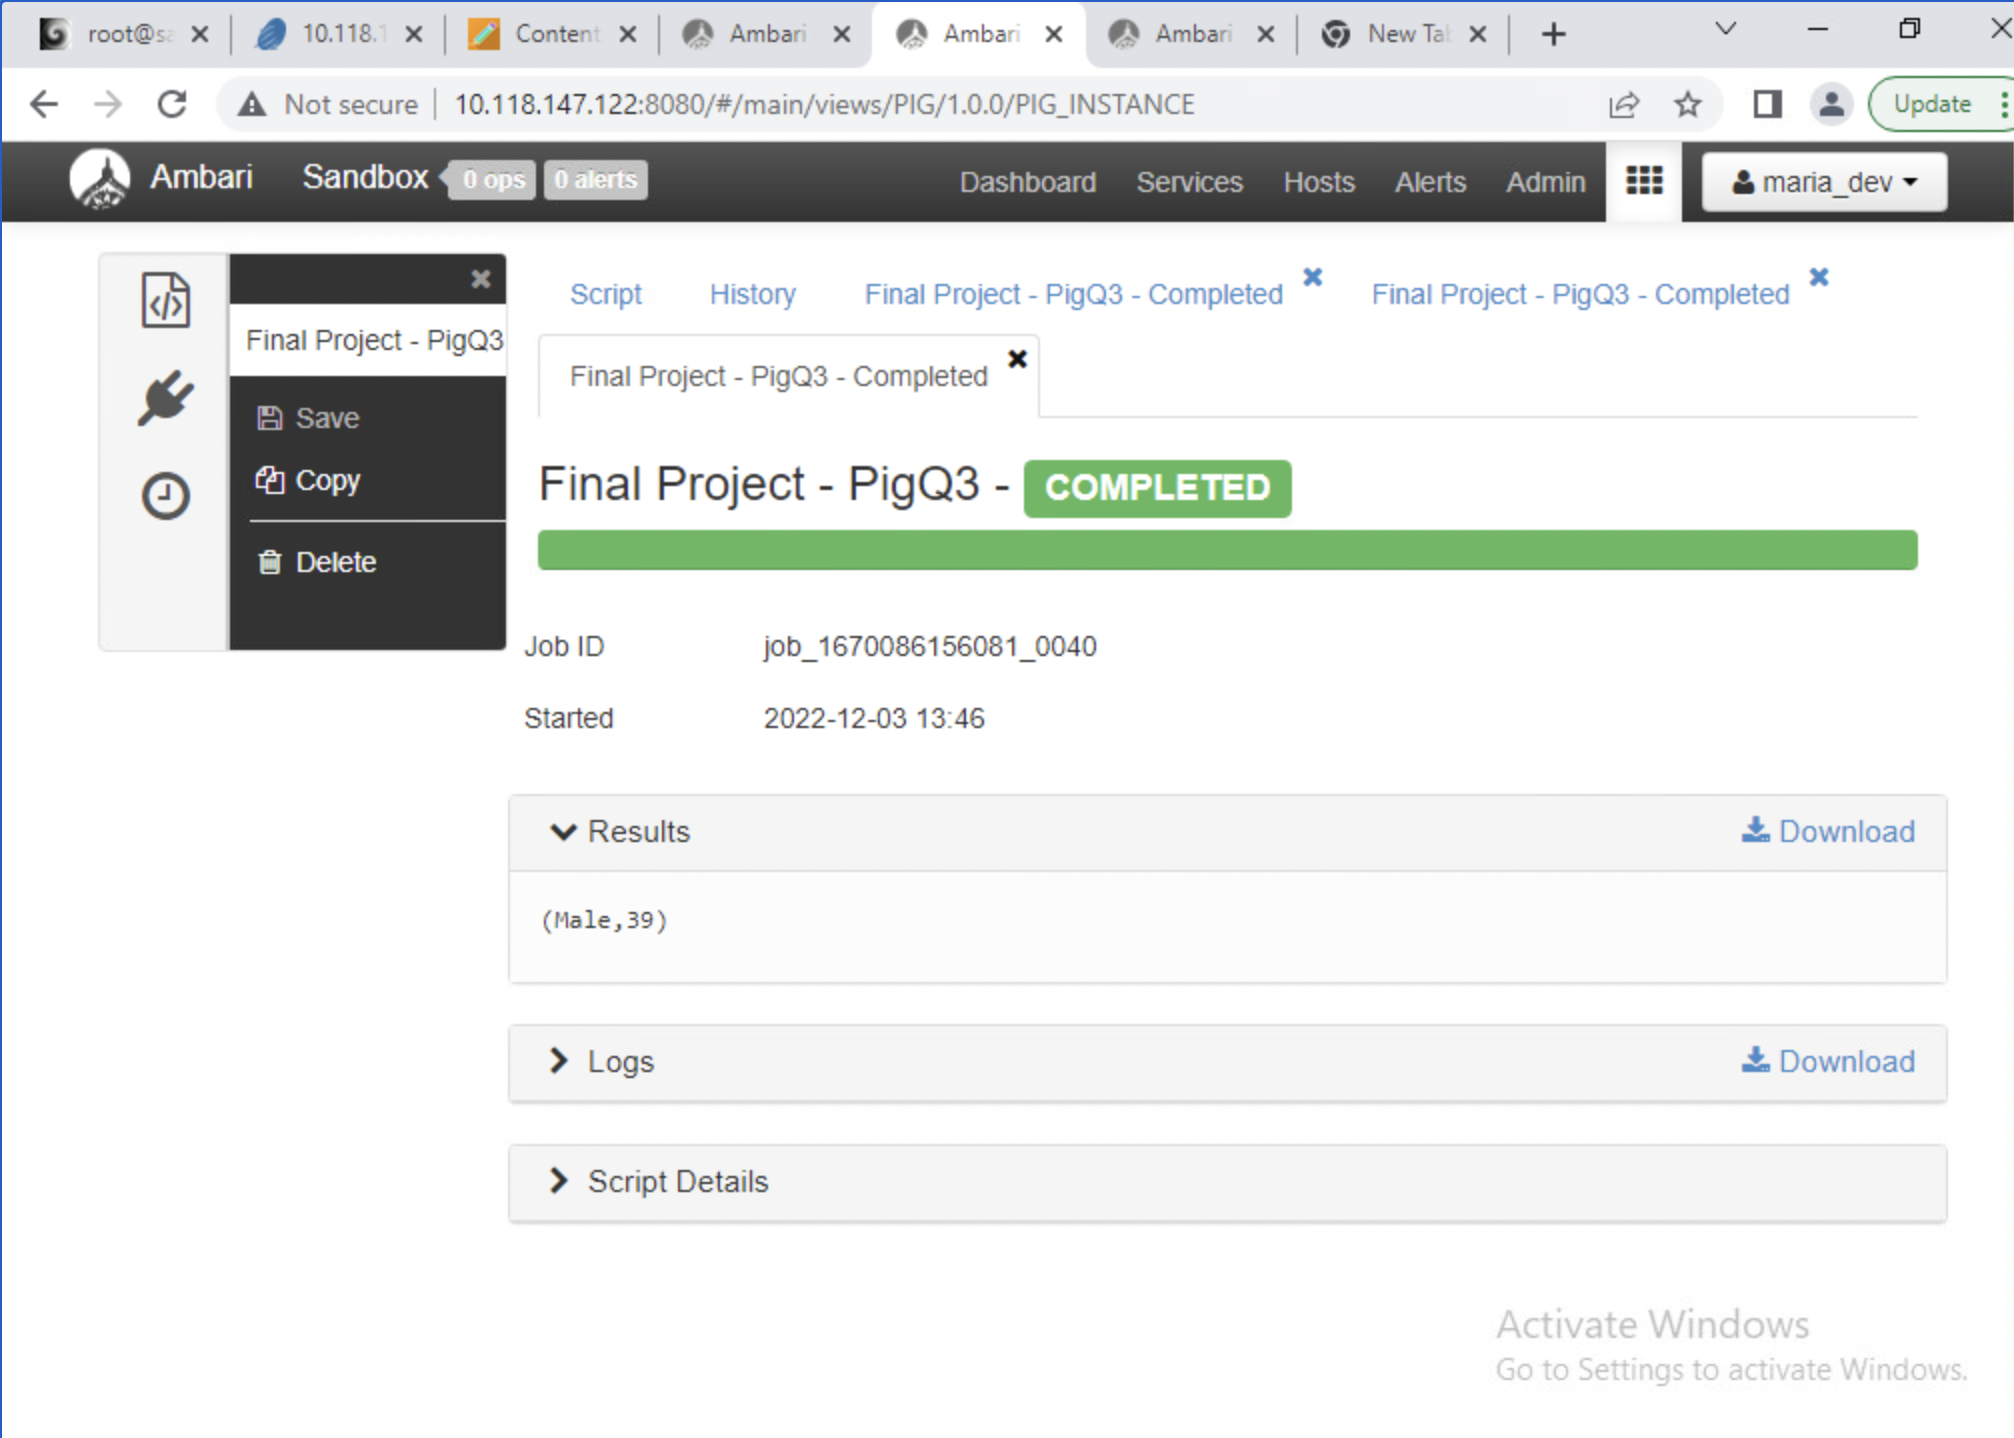 root@sa
10.118.1
Content
Ambari -
Ambari
Ambari
New Tab
Not secure
10.118.147.122:8080/#/main/views/PIG/1.0.0/PIG_INSTANCE
Update
Ambari Sandbox 0 ops 0 alerts Dashboard Services Hosts Alerts Admin maria_dev
Final Project - PigQ3
Save
Copy
Delete
Script History Final Project - PigQ3 - Completed Final Project - PigQ3 - Completed
Final Project - PigQ3 - Completed
Final Project - PigQ3 - COMPLETED
Job ID job_1670086156081_0040
Started 2022-12-03 13:46
Results Download
(Male,39)
Logs Download
Script Details
Activate Windows
Go to Settings to activate Windows.